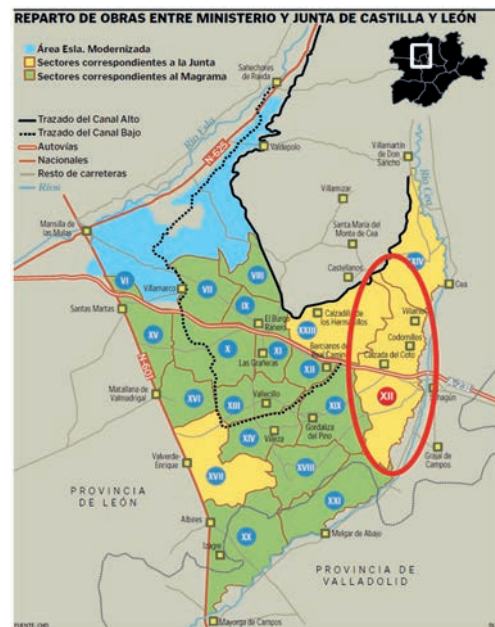 REPARTO DE OBRAS ENTRE MINISTERIO Y JUNTA DE CASTILLA Y LEÓN
Área Esla. Modernizada
Sectores correspondientes a la Junta
Sectores correspondientes al Magrama
Sahechores
de Rueda
Trazado del Canal Alto
Trazado del Canal Bajo
Autovías
Nacionales
Resto de carreteras
Ríos
Río Esla
N-625
Valdepolo
Villamartín
de Don
Sancho
Río Cea
Villamizar
Santa María del
Monte de Cea
Castellanos
Mansilla de
las Mulas
VI
Villamarco
VII
VIII
XXIV
Cea
Santas Martas
IX
El Burgo
Ranero
XXIII
Calzadilla de
los Hermanillos
XV
X
XI
Las Grañeras
XII
Bercianos del
Real Camino
Codornillos
Calzada del Coto
A-231
N-601
Matallana de
Valmadrigal
XVI
XIII
Vallecillo
XIX
XII
Gordaliza
del Pino
XIV
Grajal de
Campos
Valverde-
Enrique
XVII
XVIII
PROVINCIA
DE LEÓN
Albires
XX
XXI
Izagre
Melgar de Abajo
PROVINCIA DE
VALLADOLID
Mayorga de Campos